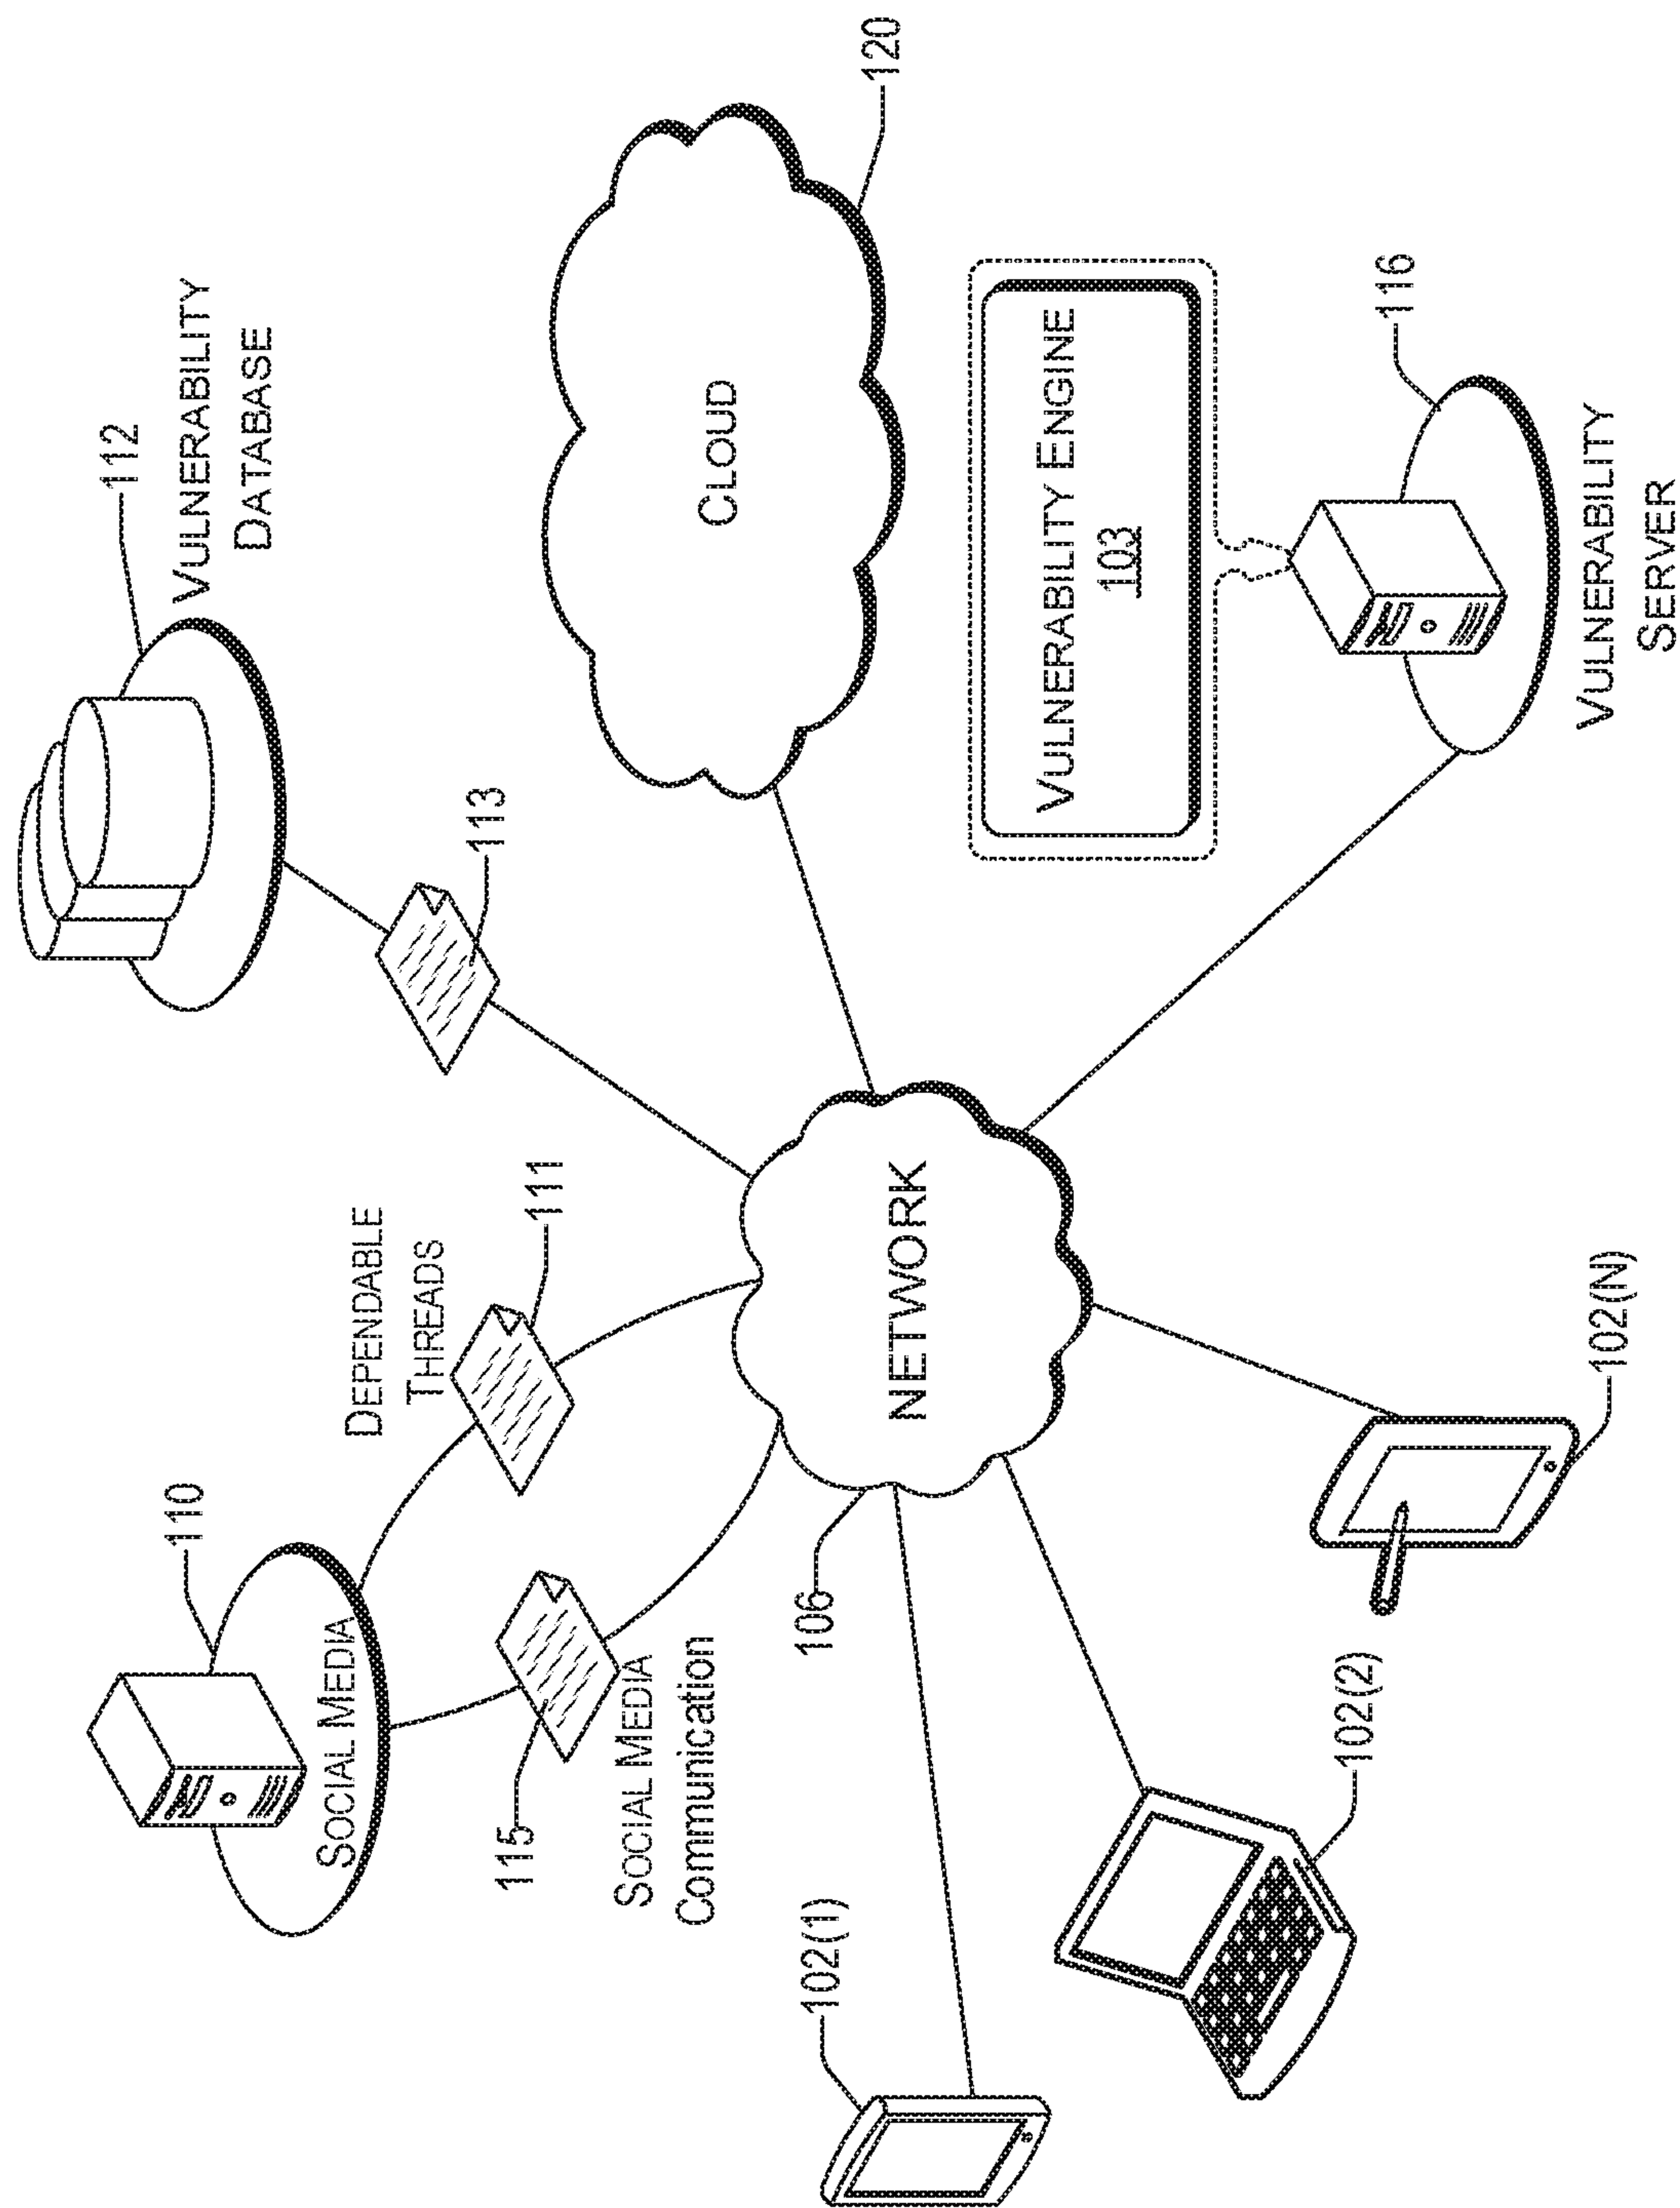 110
SOCIAL MEDIA
DEPENDABLE
THREADS
111
115
SOCIAL MEDIA
Communication
112
VULNERABILITY
DATABASE
113
CLOUD
120
NETWORK
106
102(1)
102(2)
102(N)
VULNERABILITY ENGINE
103
116
VULNERABILITY
SERVER